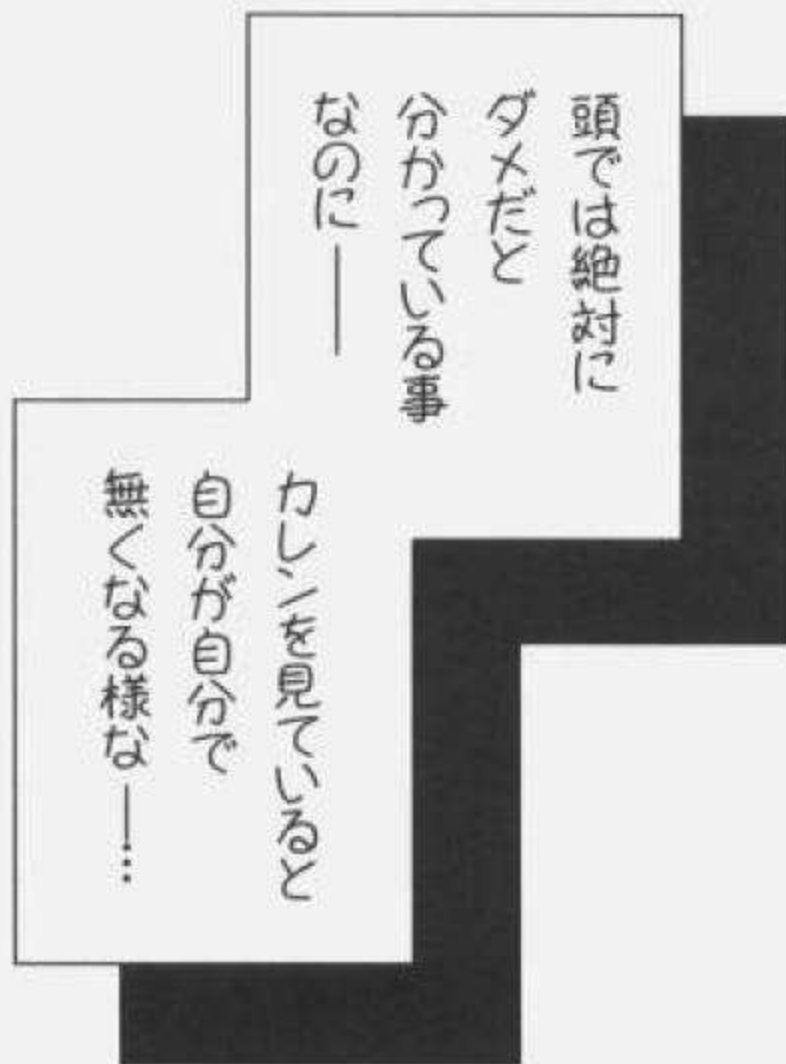 頭では絶対に
ダメだと
分かっている事
なのに――
カレンを見ていると
自分が自分で
無くなる様な―…